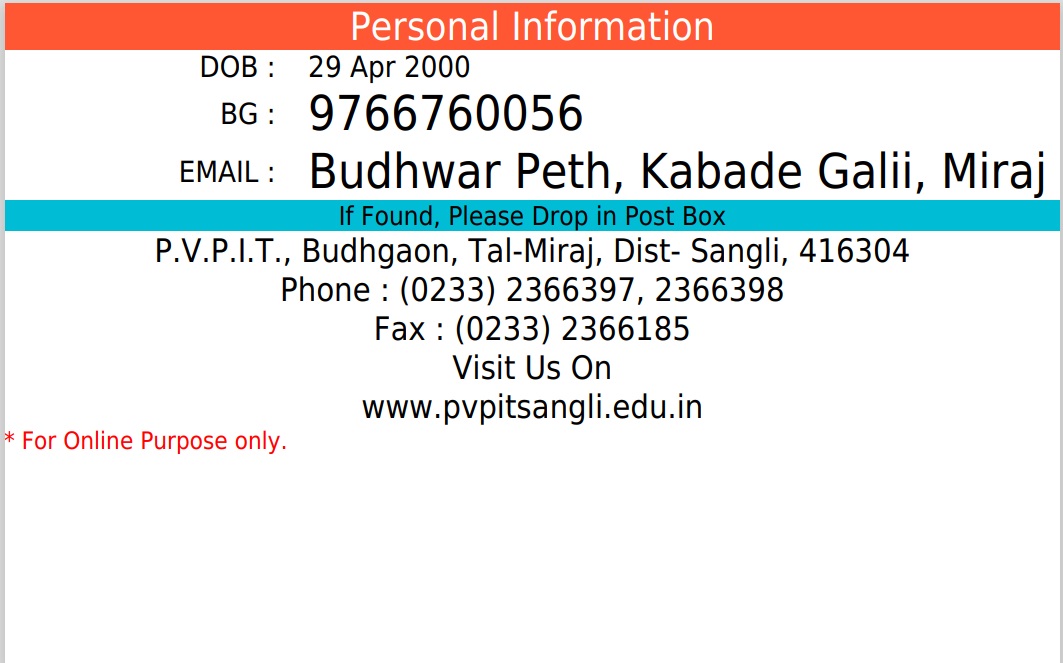 Personal Information
DOB : 29 Apr 2000
BG : 9766760056
EMAIL : Budhwar Peth, Kabade Galii, Miraj
If Found, Please Drop in Post Box
P.V.P.I.T., Budhgaon, Tal-Miraj, Dist- Sangli, 416304
Phone : (0233) 2366397, 2366398
Fax : (0233) 2366185
Visit Us On
www.pvpitsangli.edu.in
* For Online Purpose only.